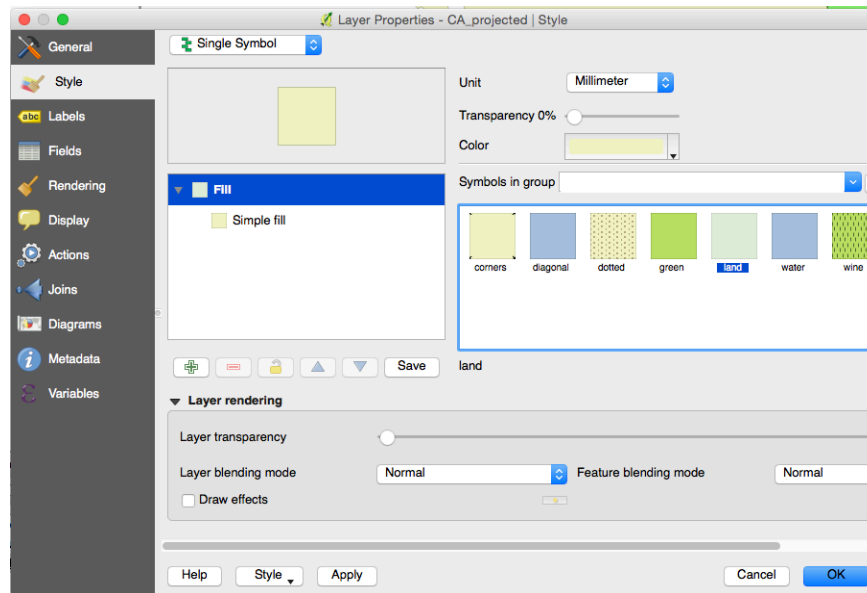 Layer Properties - CA_projected | Style
General
Style
Labels
Fields
Rendering
Display
Actions
Joins
Diagrams
Metadata
Variables
abc
Single Symbol
Unit
Millimeter
Transparency 0%
Color
Fill
Simple fill
Symbols in group
corners
diagonal
dotted
green
land
water
wine
Save
land
Layer rendering
Layer transparency
Layer blending mode
Normal
Feature blending mode
Normal
Draw effects
Help
Style
Apply
Cancel
OK